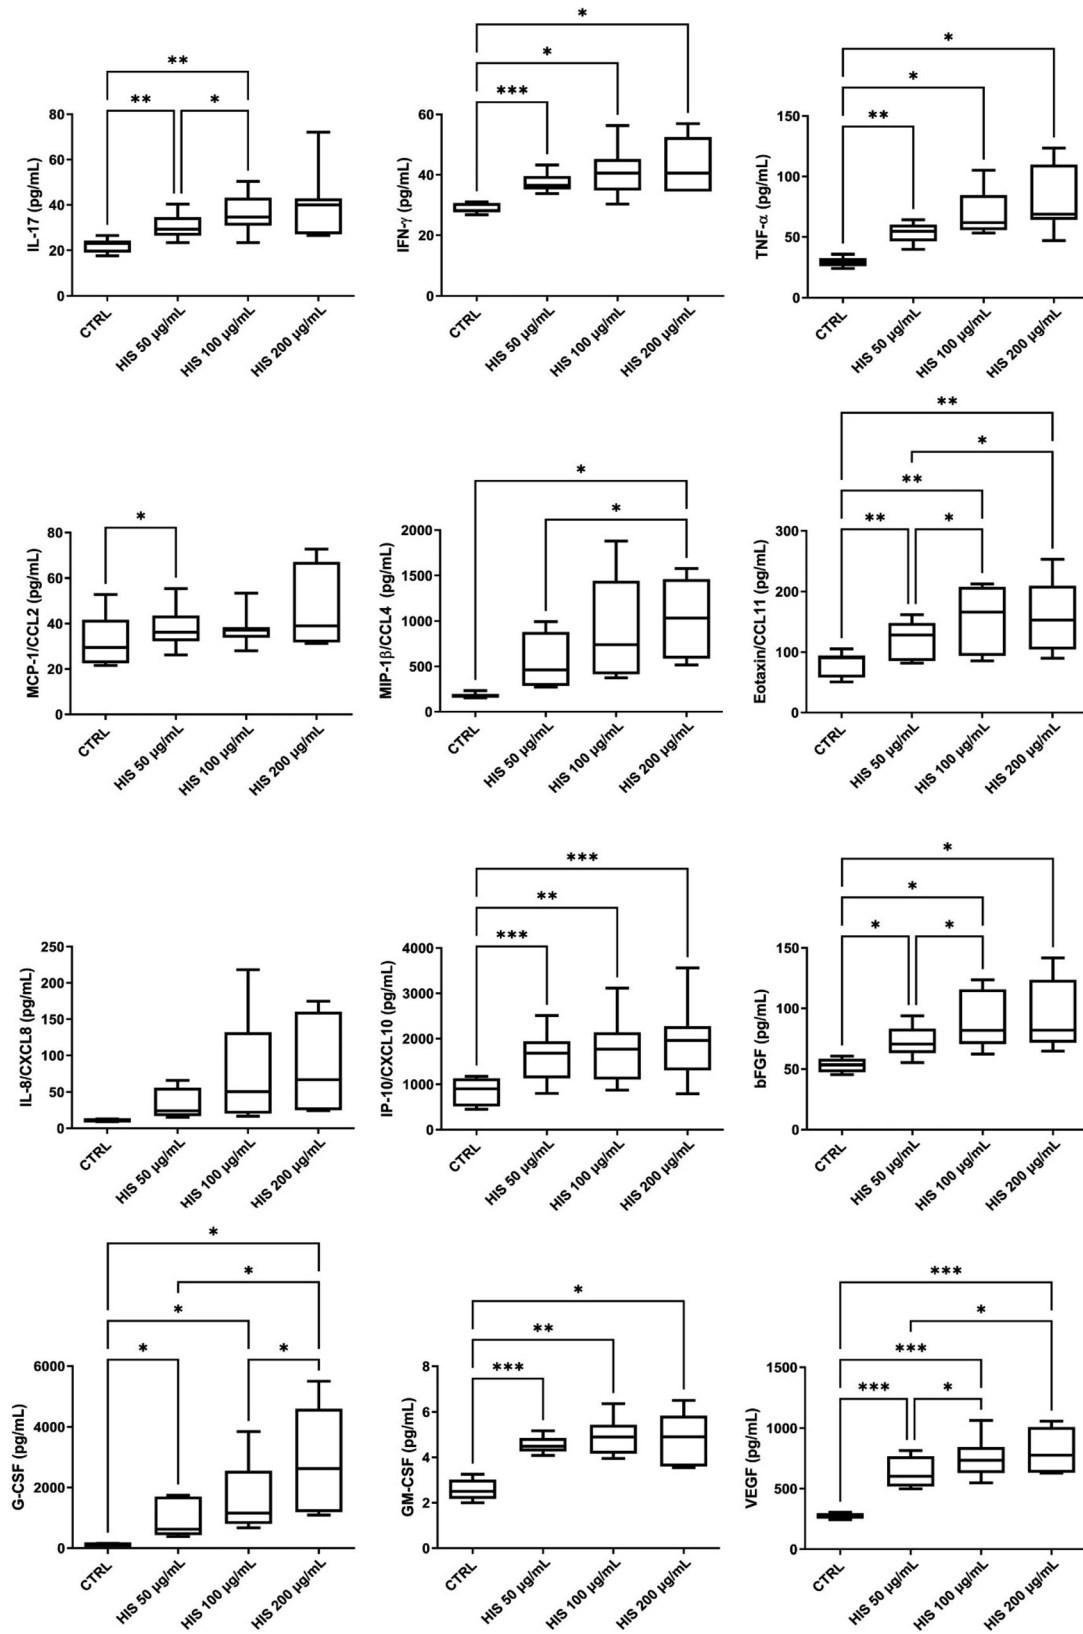 ** 
** *
IL-17 (pg/mL)
80
60
40
20
0
CTRL
HIS 50 µg/mL
HIS 100 µg/mL
HIS 200 µg/mL
*
*
***
IFN-γ (pg/mL)
60
40
20
0
CTRL
HIS 50 µg/mL
HIS 100 µg/mL
HIS 200 µg/mL
*
*
**
TNF-α (pg/mL)
150
100
50
0
CTRL
HIS 50 µg/mL
HIS 100 µg/mL
HIS 200 µg/mL
*
MCP-1/CCL2 (pg/mL)
80
60
40
20
0
CTRL
HIS 50 µg/mL
HIS 100 µg/mL
HIS 200 µg/mL
*
*
MIP-1β/CCL4 (pg/mL)
2000
1500
1000
500
0
CTRL
HIS 50 µg/mL
HIS 100 µg/mL
HIS 200 µg/mL
**
*
**
** *
Eotaxin/CCL11 (pg/mL)
300
200
100
0
CTRL
HIS 50 µg/mL
HIS 100 µg/mL
HIS 200 µg/mL
IL-8/CXCL8 (pg/mL)
250
200
150
100
50
0
CTRL
HIS 50 µg/mL
HIS 100 µg/mL
HIS 200 µg/mL
***
**
***
IP-10/CXCL10 (pg/mL)
4000
3000
2000
1000
0
CTRL
HIS 50 µg/mL
HIS 100 µg/mL
HIS 200 µg/mL
*
*
* *
bFGF (pg/mL)
150
100
50
0
CTRL
HIS 50 µg/mL
HIS 100 µg/mL
HIS 200 µg/mL
*
*
*
* *
G-CSF (pg/mL)
6000
4000
2000
0
CTRL
HIS 50 µg/mL
HIS 100 µg/mL
HIS 200 µg/mL
*
**
***
GM-CSF (pg/mL)
8
6
4
2
0
CTRL
HIS 50 µg/mL
HIS 100 µg/mL
HIS 200 µg/mL
***
*
***
*** *
VEGF (pg/mL)
1500
1000
500
0
CTRL
HIS 50 µg/mL
HIS 100 µg/mL
HIS 200 µg/mL